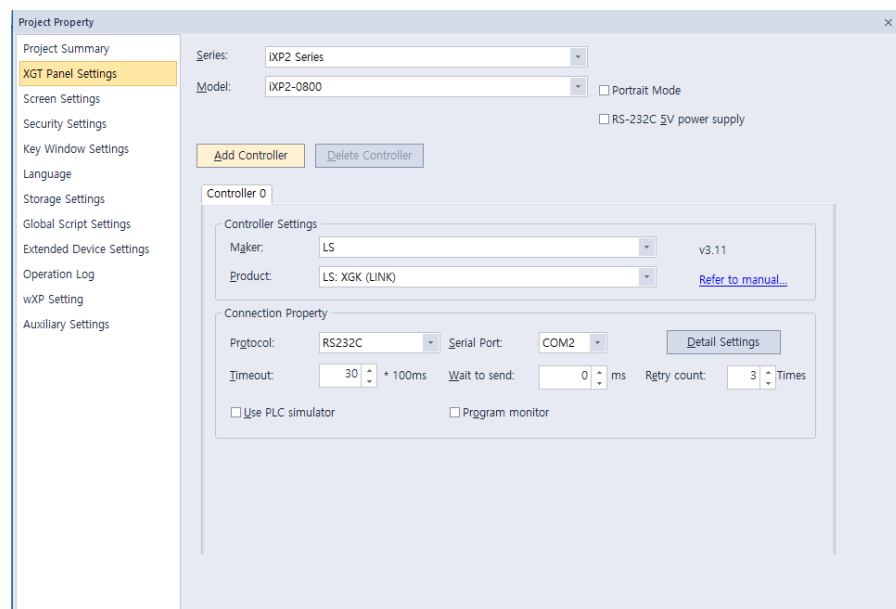 Project Property
Project Summary
XGT Panel Settings
Screen Settings
Security Settings
Key Window Settings
Language
Storage Settings
Global Script Settings
Extended Device Settings
Operation Log
wXP Setting
Auxiliary Settings
Series: iXP2 Series
Model: iXP2-0800
Portrait Mode
RS-232C 5V power supply
Add Controller Delete Controller
Controller 0
Controller Settings
Maker: LS v3.11
Product: LS: XGK (LINK) Refer to manual...
Connection Property
Protocol: RS232C Serial Port: COM2 Detail Settings
Timeout: 30 * 100ms Wait to send: 0 ms Retry count: 3 Times
Use PLC simulator Program monitor